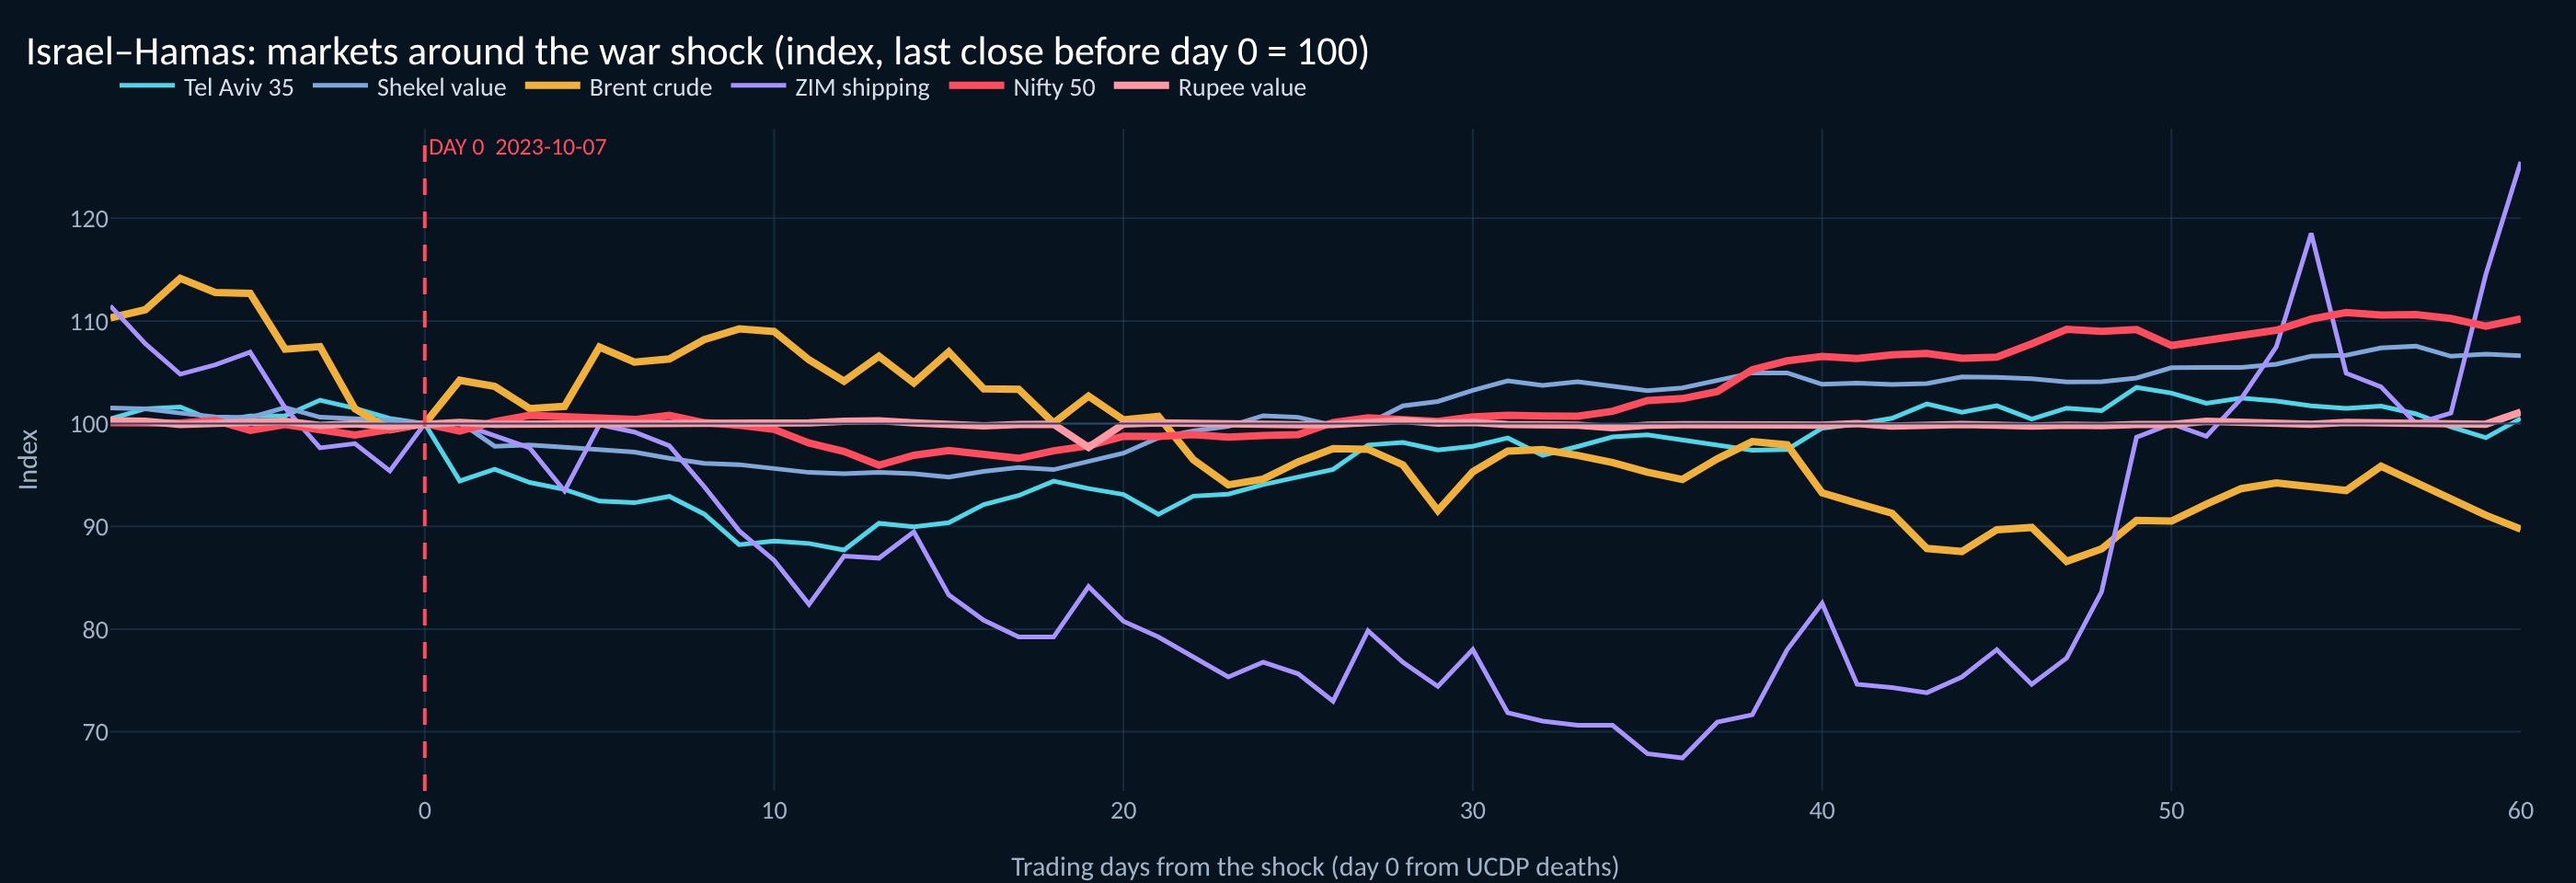 Israel–Hamas: markets around the war shock (index, last close before day 0 = 100)
Tel Aviv 35 Shekel value Brent crude ZIM shipping Nifty 50 Rupee value
DAY 0 2023-10-07
120
110
100
90
80
70
Index
0 10 20 30 40 50 60
Trading days from the shock (day 0 from UCDP deaths)